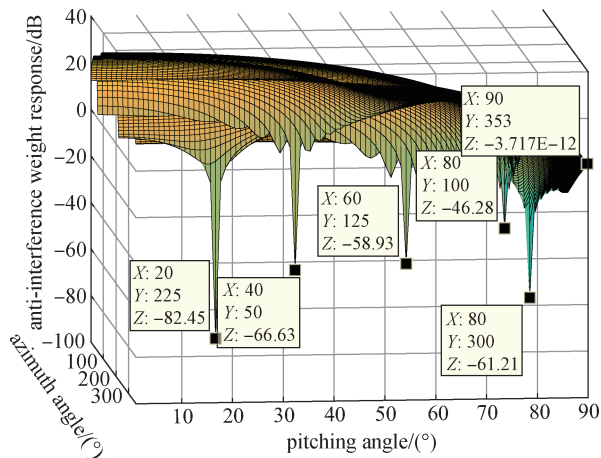 anti-interference weight response/dB
40
20
0
−20
−40
−60
−80
−100
azimuth angle/(°)
100
200
300
pitching angle/(°)
10
20
30
40
50
60
70
80
90
X: 20
Y: 225
Z: −82.45
X: 40
Y: 50
Z: −66.63
X: 60
Y: 125
Z: −58.93
X: 80
Y: 100
Z: −46.28
X: 90
Y: 353
Z: −3.717E−12
X: 80
Y: 300
Z: −61.21